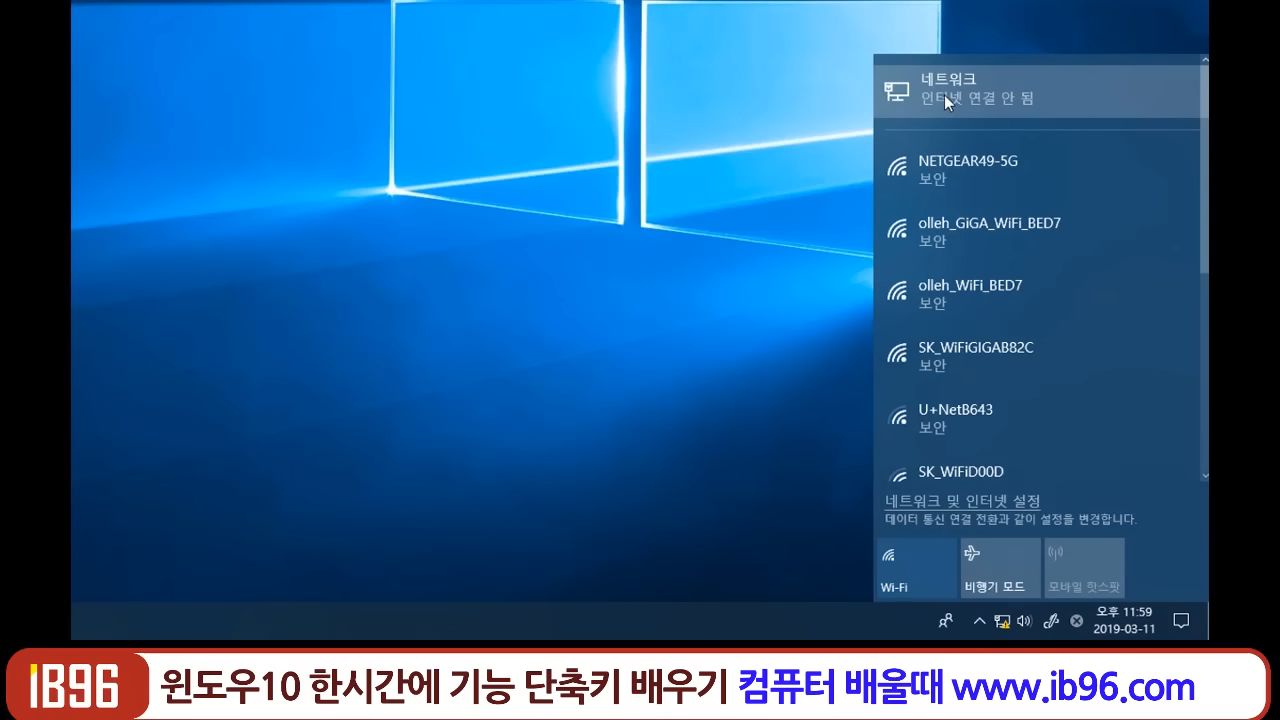 네트워크
인터넷 연결 안 됨
NETGEAR49-5G
보안
olleh_GiGA_WiFi_BED7
보안
olleh_WiFi_BED7
보안
SK_WiFiGIGAB82C
보안
U+NetB643
보안
SK_WiFiD00D
네트워크 및 인터넷 설정
데이터 통신 연결 전환과 같이 설정을 변경합니다.
Wi-Fi
비행기 모드
모바일 핫스팟
오후 11:59
2019-03-11
IB96
윈도우10 한시간에 기능 단축키 배우기 컴퓨터 배울때 www.ib96.com